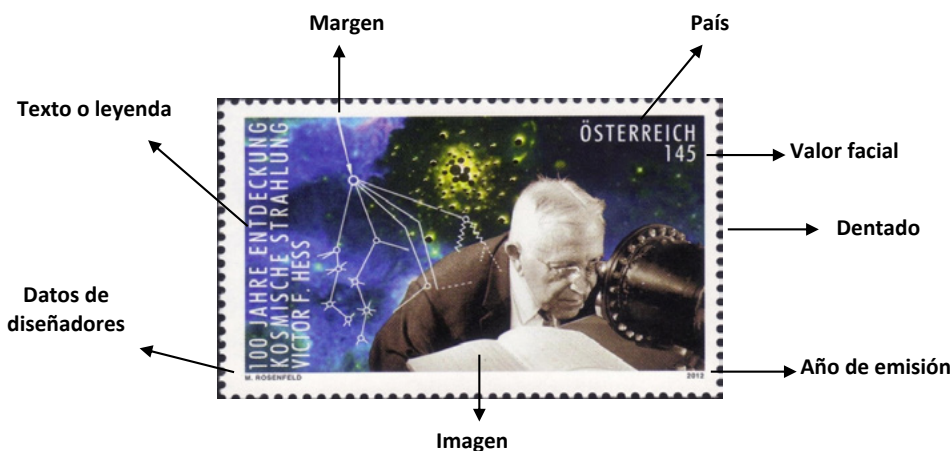 Margen
País
Texto o leyenda
ÖSTERREICH
145
Valor facial
100 JAHRE ENTDECKUNG
KOSMISCHE STRAHLUNG
VICTOR F. HESS
Dentado
Datos de
diseñadores
M. ROSENFELD
2012
Año de emisión
Imagen